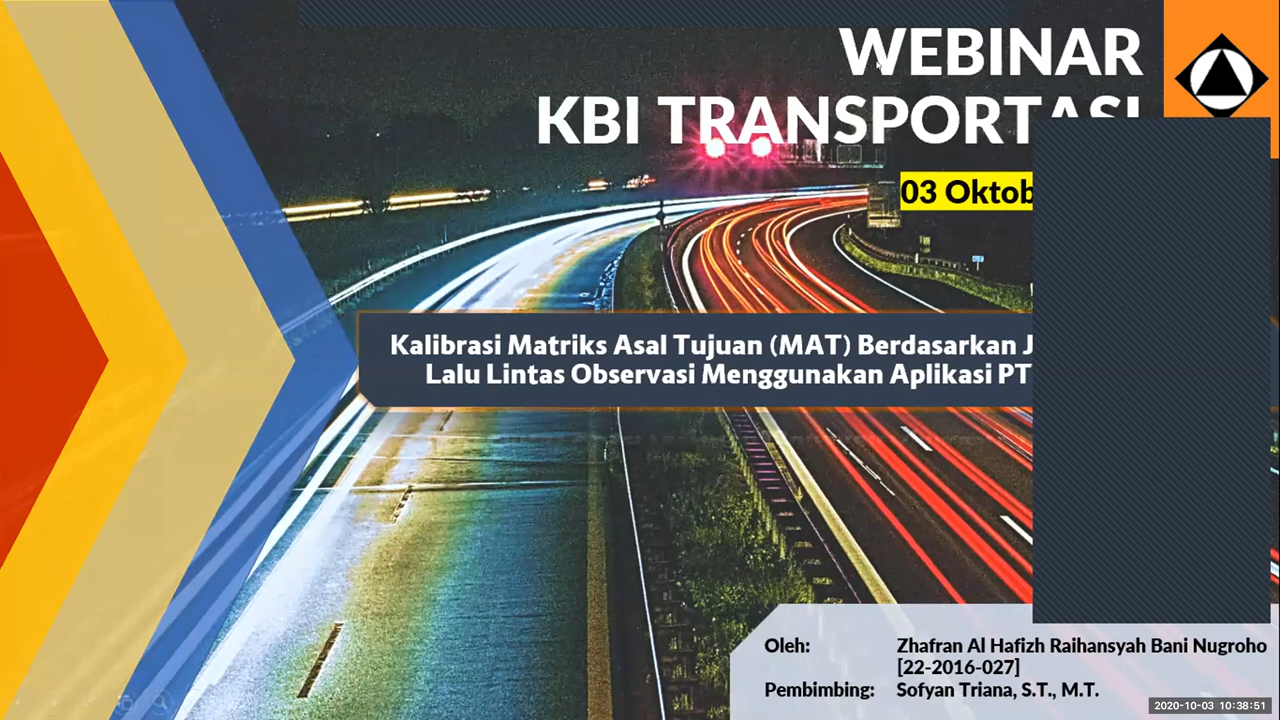 WEBINAR
KBI TRANSPORTASI
03 Oktob
Kalibrasi Matriks Asal Tujuan (MAT) Berdasarkan J
Lalu Lintas Observasi Menggunakan Aplikasi PT
Oleh: Zhafran Al Hafizh Raihansyah Bani Nugroho
[22-2016-027]
Pembimbing: Sofyan Triana, S.T., M.T.
2020-10-03 10:38:51